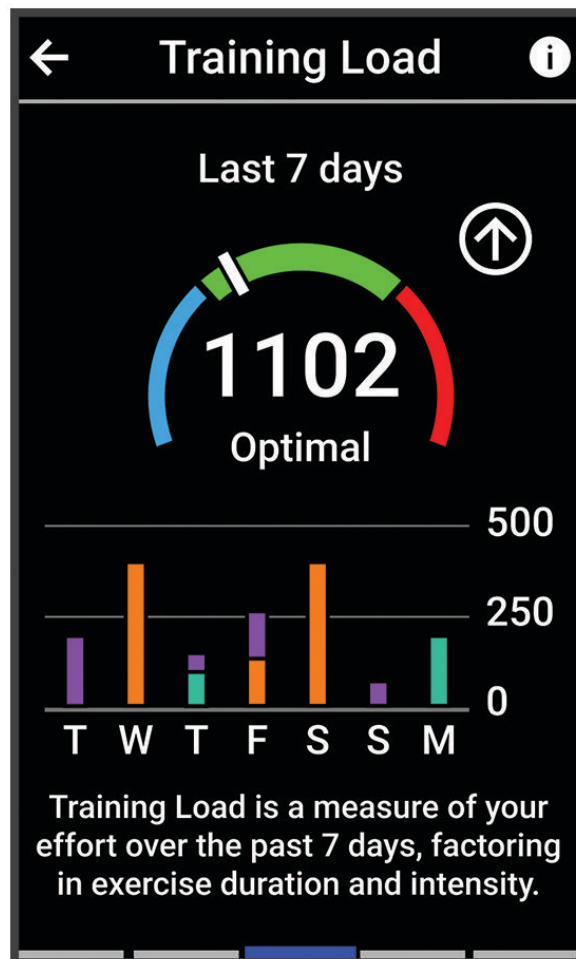 Training Load
i
Last 7 days
1102
Optimal
500
250
0
T W T F S S M
Training Load is a measure of your
effort over the past 7 days, factoring
in exercise duration and intensity.